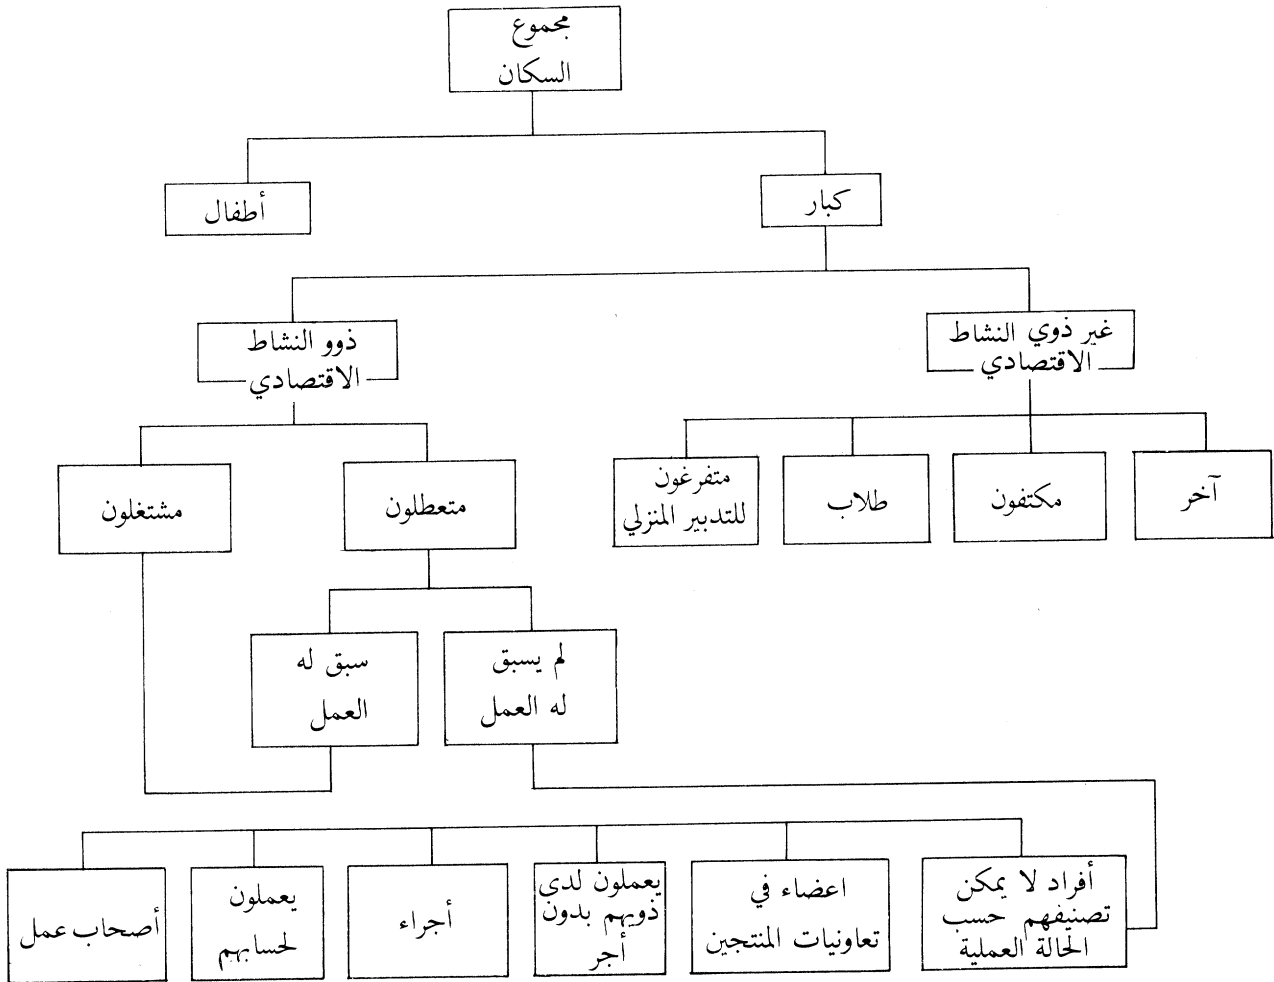 مجموع
السكان
كبار
أطفال
غير ذوي النشاط
الاقتصادي
ذوو النشاط
الاقتصادي
آخر
مكتفون
طلاب
متفرغون
للتدبير المنزلي
متعطلون
مشتغلون
لم يسبق
له العمل
سبق له
العمل
أفراد لا يمكن
تصنيفهم حسب
الحالة العملية
اعضاء في
تعاونيات المنتجين
يعملون لدى
ذويهم بدون
أجر
أجراء
يعملون
لحسابهم
أصحاب عمل